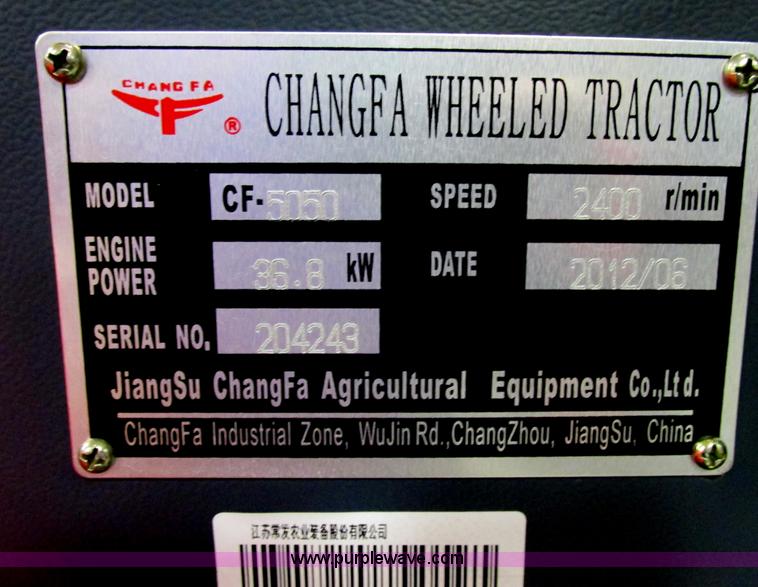 CHANG FA
® CHANGFA WHEELED TRACTOR
MODEL CF-5050 SPEED 2400 r/min
ENGINE POWER 36.8 kW DATE 2012/06
SERIAL NO. 204243
JiangSu ChangFa Agricultural Equipment Co.,Ltd.
ChangFa Industrial Zone, WuJin Rd.,ChangZhou, JiangSu, China
江苏常发农业装备股份有限公司
www.purplewave.com